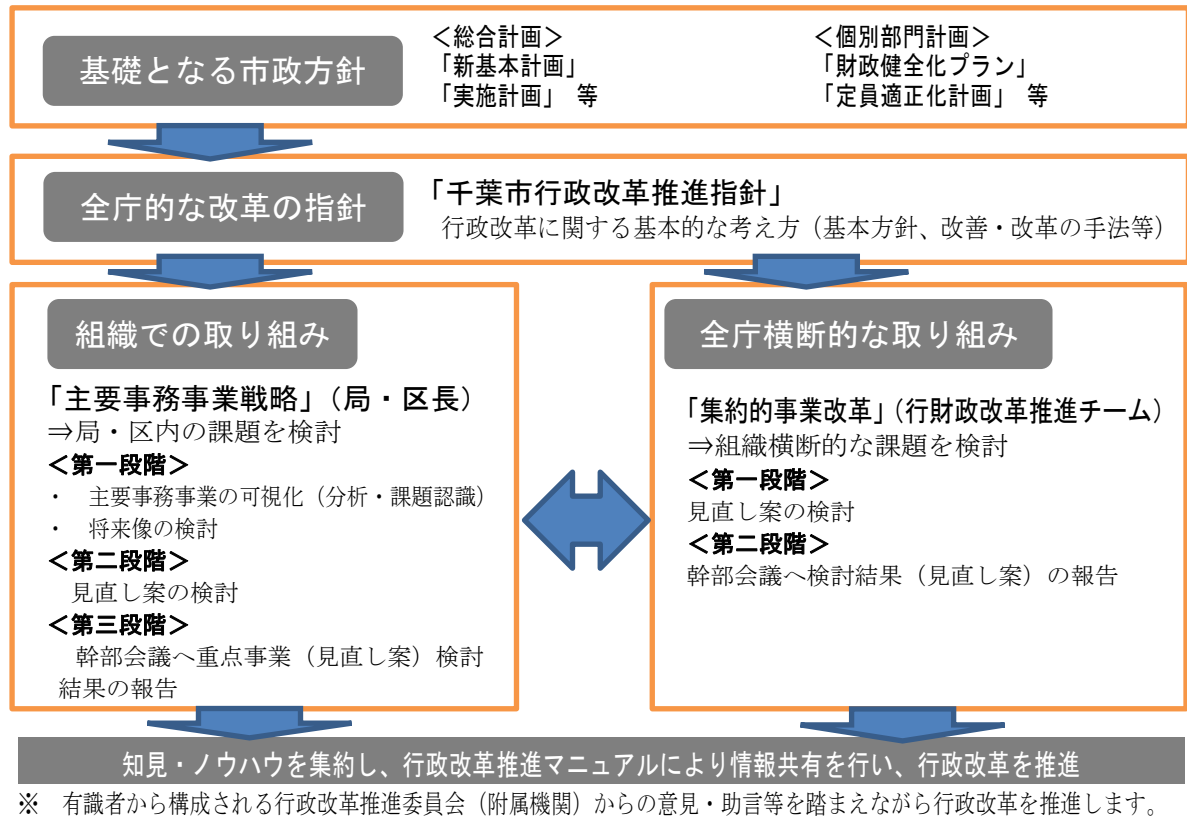 基礎となる市政方針
＜総合計画＞
「新基本計画」
「実施計画」 等
＜個別部門計画＞
「財政健全化プラン」
「定員適正化計画」 等
全庁的な改革の指針
「千葉市行政改革推進指針」
行政改革に関する基本的な考え方（基本方針、改善・改革の手法等）
組織での取り組み
「主要事務事業戦略」（局・区長）
⇒局・区内の課題を検討
＜第一段階＞
・ 主要事務事業の可視化（分析・課題認識）
・ 将来像の検討
＜第二段階＞
見直し案の検討
＜第三段階＞
幹部会議へ重点事業（見直し案）検討
結果の報告
全庁横断的な取り組み
「集約的事業改革」（行財政改革推進チーム）
⇒組織横断的な課題を検討
＜第一段階＞
見直し案の検討
＜第二段階＞
幹部会議へ検討結果（見直し案）の報告
知見・ノウハウを集約し、行政改革推進マニュアルにより情報共有を行い、行政改革を推進
※ 有識者から構成される行政改革推進委員会（附属機関）からの意見・助言等を踏まえながら行政改革を推進します。